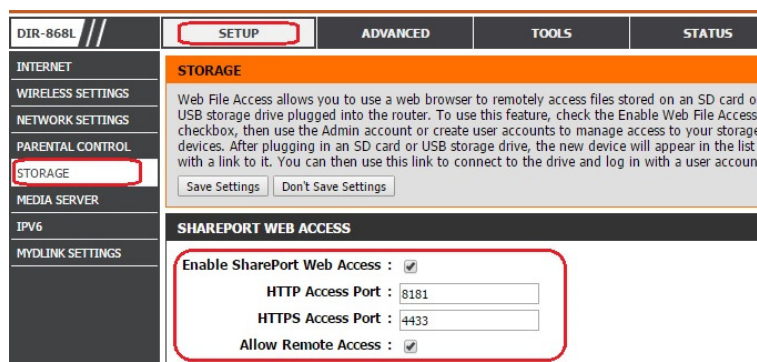 DIR-868L
SETUP
ADVANCED
TOOLS
STATUS
INTERNET
WIRELESS SETTINGS
NETWORK SETTINGS
PARENTAL CONTROL
STORAGE
MEDIA SERVER
IPV6
MYDLINK SETTINGS
STORAGE
Web File Access allows you to use a web browser to remotely access files stored on an SD card o
USB storage drive plugged into the router. To use this feature, check the Enable Web File Access
checkbox, then use the Admin account or create user accounts to manage access to your storage
devices. After plugging in an SD card or USB storage drive, the new device will appear in the list
with a link to it. You can then use this link to connect to the drive and log in with a user accoun
Save Settings Don't Save Settings
SHAREPORT WEB ACCESS
Enable SharePort Web Access :
HTTP Access Port : 8181
HTTPS Access Port : 4433
Allow Remote Access :